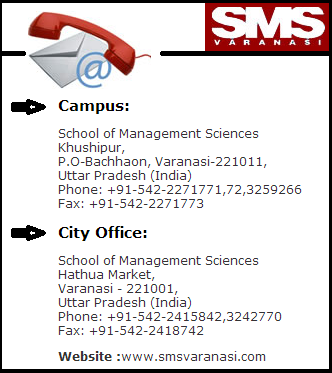 SMS
VARANASI
@
Campus:
School of Management Sciences
Khushipur,
P.O-Bachhaon, Varanasi-221011,
Uttar Pradesh (India)
Phone: +91-542-2271771,72,3259266
Fax: +91-542-2271773
City Office:
School of Management Sciences
Hathua Market,
Varanasi - 221001,
Uttar Pradesh (India)
Phone: +91-542-2415842,3242770
Fax: +91-542-2418742
Website :www.smsvaranasi.com